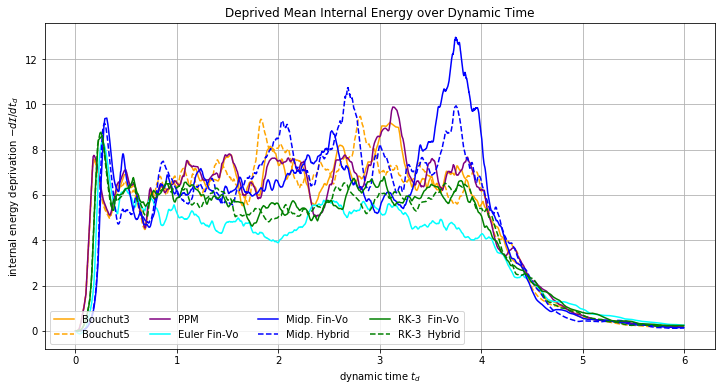 Deprived Mean Internal Energy over Dynamic Time
internal energy deprivation −dI/dt_d
12
10
8
6
4
2
0
Bouchut3
Bouchut5
PPM
Euler Fin-Vo
Midp. Fin-Vo
Midp. Hybrid
RK-3 Fin-Vo
RK-3 Hybrid
0 1 2 3 4 5 6
dynamic time t_d